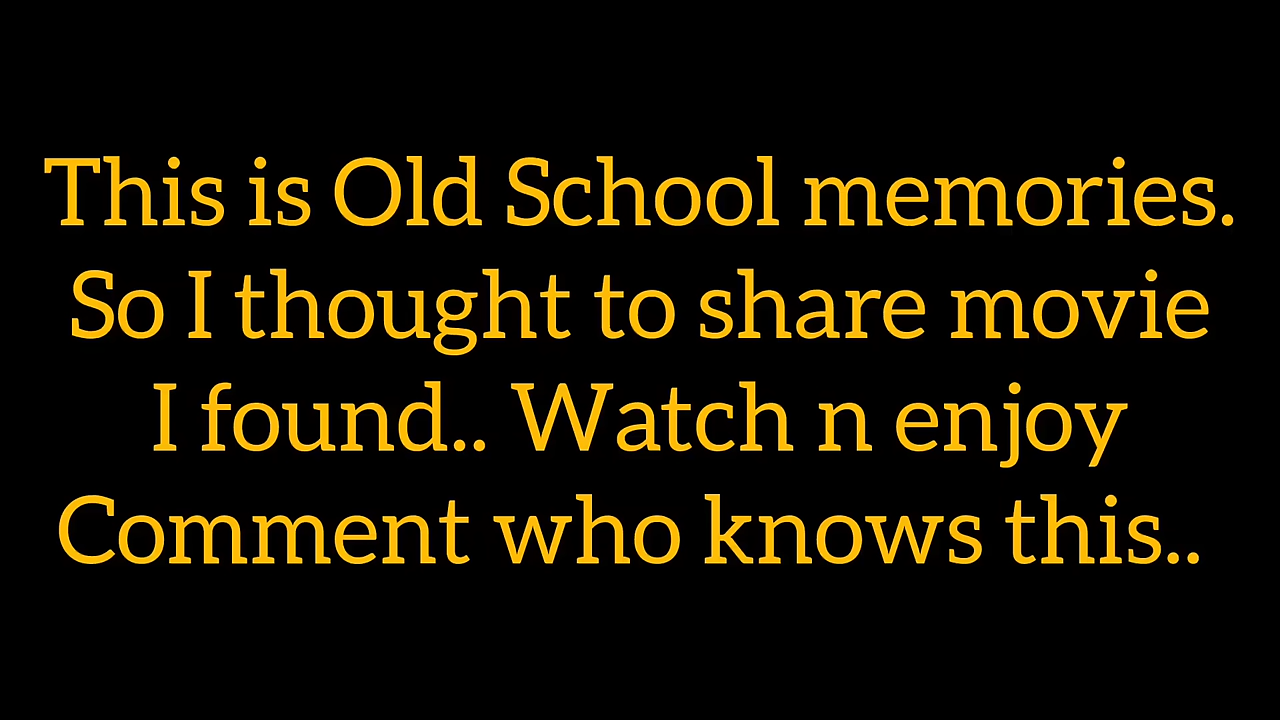 This is Old School memories.
So I thought to share movie
I found.. Watch n enjoy
Comment who knows this..